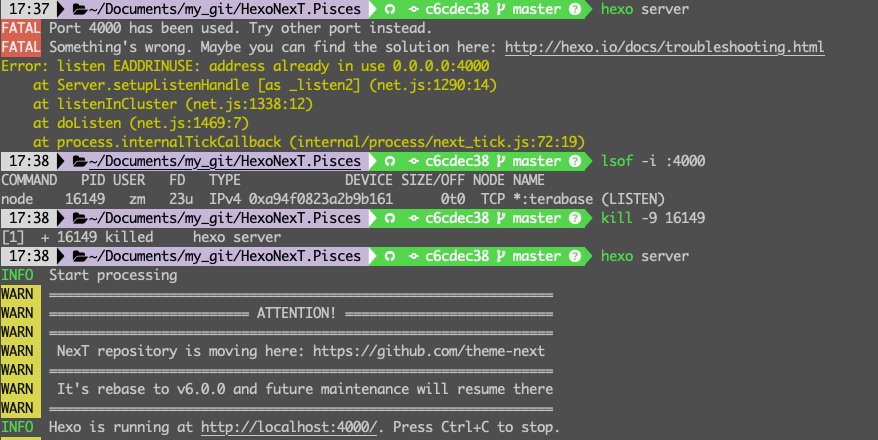 17:37 ~/Documents/my_git/HexoNexT.Pisces c6cdec38 master ? hexo server
FATAL Port 4000 has been used. Try other port instead.
FATAL Something's wrong. Maybe you can find the solution here: http://hexo.io/docs/troubleshooting.html
Error: listen EADDRINUSE: address already in use 0.0.0.0:4000
    at Server.setupListenHandle [as _listen2] (net.js:1290:14)
    at listenInCluster (net.js:1338:12)
    at doListen (net.js:1469:7)
    at process.internalTickCallback (internal/process/next_tick.js:72:19)
17:38 ~/Documents/my_git/HexoNexT.Pisces c6cdec38 master ? lsof -i :4000
COMMAND   PID USER   FD   TYPE             DEVICE SIZE/OFF NODE NAME
node    16149   zm   23u  IPv4 0xa94f0823a2b9b161      0t0  TCP *:terabase (LISTEN)
17:38 ~/Documents/my_git/HexoNexT.Pisces c6cdec38 master ? kill -9 16149
[1]  + 16149 killed     hexo server
17:38 ~/Documents/my_git/HexoNexT.Pisces c6cdec38 master ? hexo server
INFO  Start processing
WARN  ===============================================================
WARN  ========================= ATTENTION! ==========================
WARN  ===============================================================
WARN   NexT repository is moving here: https://github.com/theme-next
WARN  ===============================================================
WARN   It's rebase to v6.0.0 and future maintenance will resume there
WARN  ===============================================================
INFO  Hexo is running at http://localhost:4000/. Press Ctrl+C to stop.